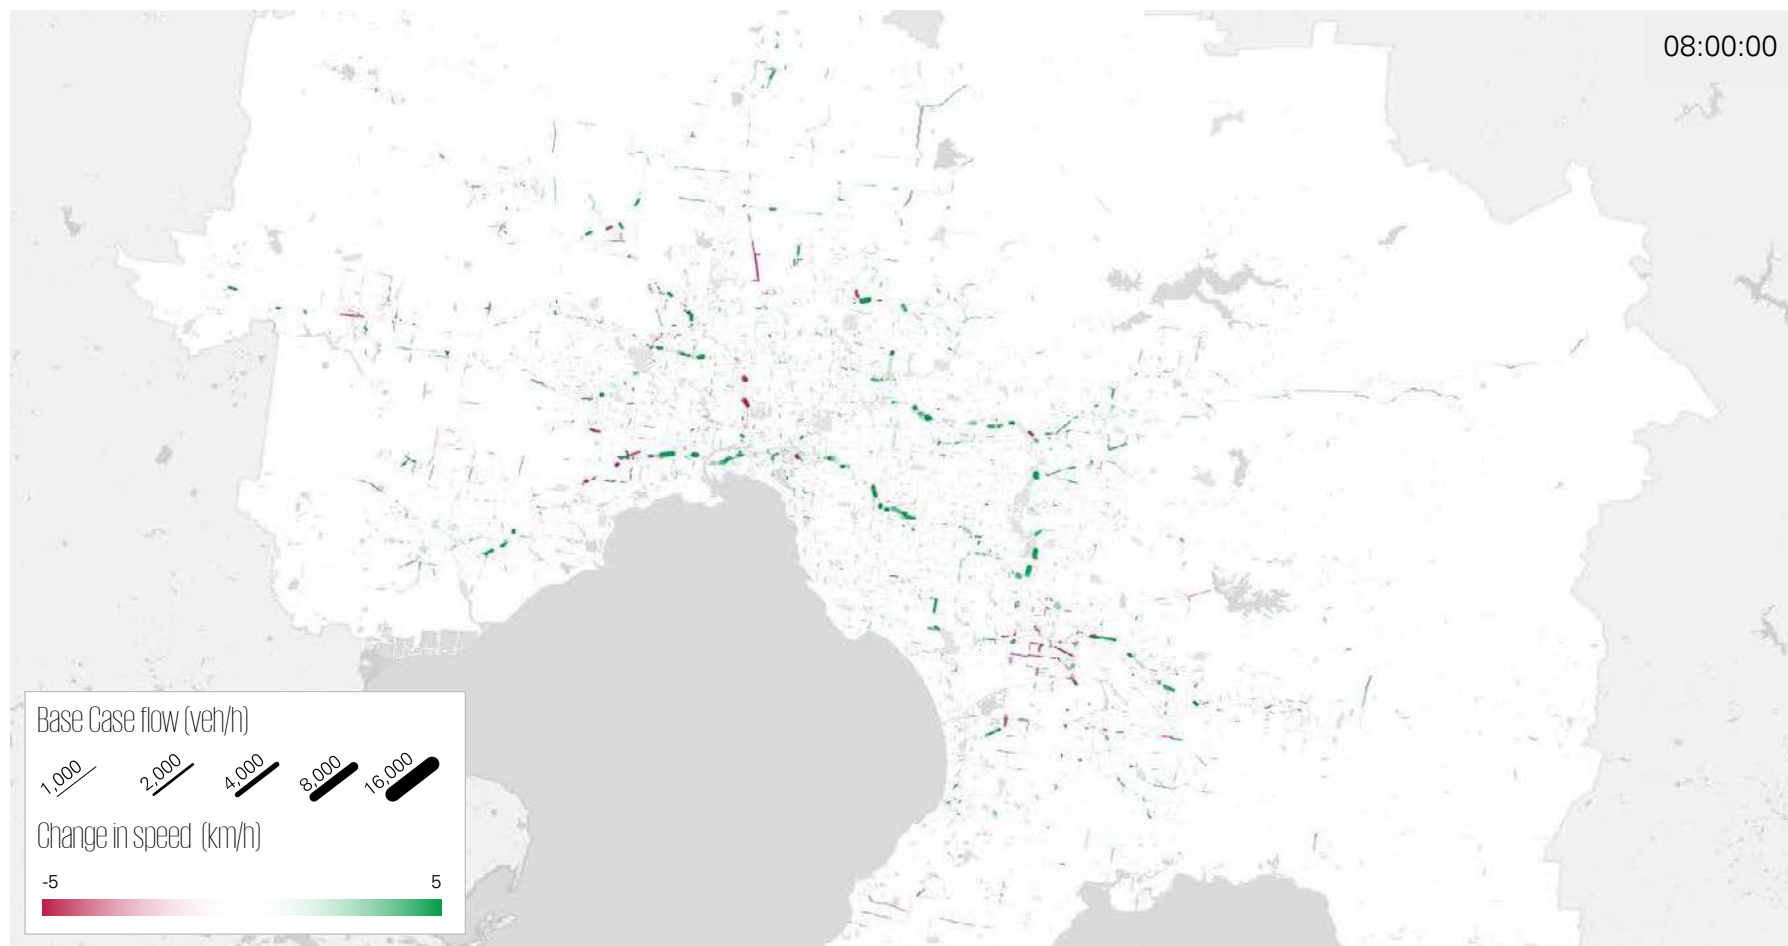 08:00:00
Base Case flow (veh/h)
1,000 2,000 4,000 8,000 16,000
Change in speed (km/h)
-5 5